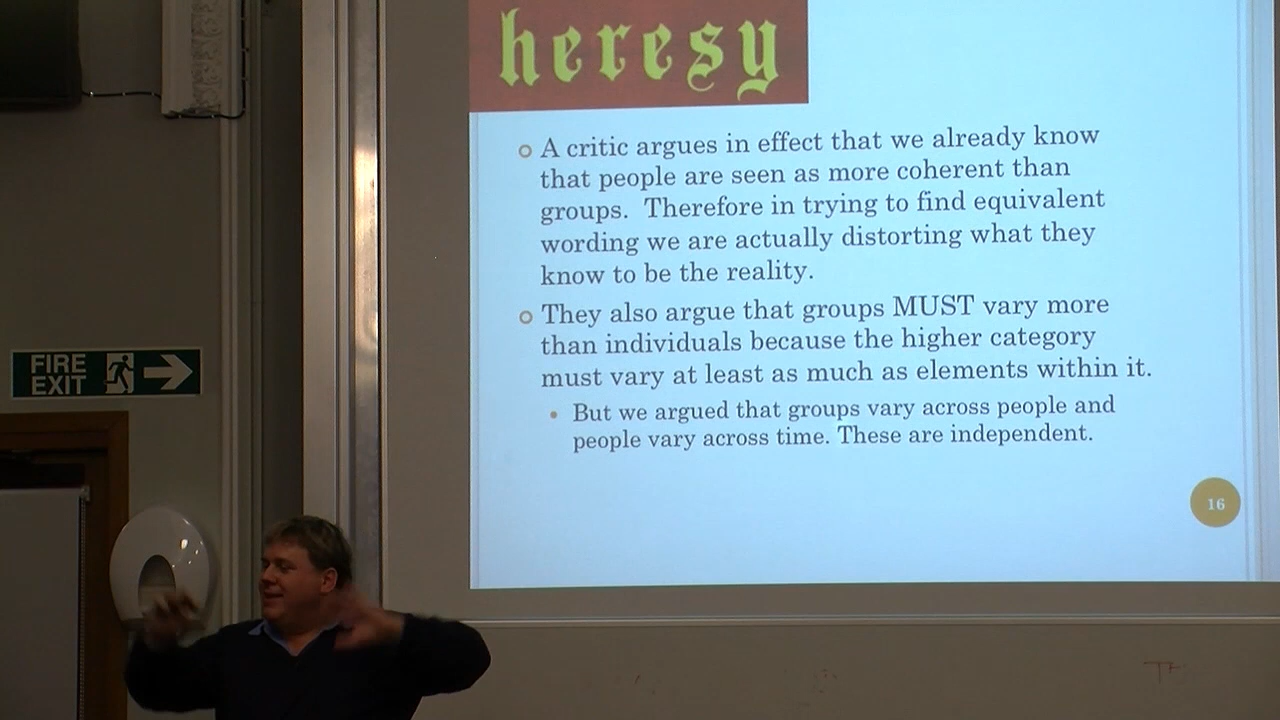 heresy
A critic argues in effect that we already know
that people are seen as more coherent than
groups. Therefore in trying to find equivalent
wording we are actually distorting what they
know to be the reality.
They also argue that groups MUST vary more
than individuals because the higher category
must vary at least as much as elements within it.
But we argued that groups vary across people and
people vary across time. These are independent.
16
FIRE
EXIT